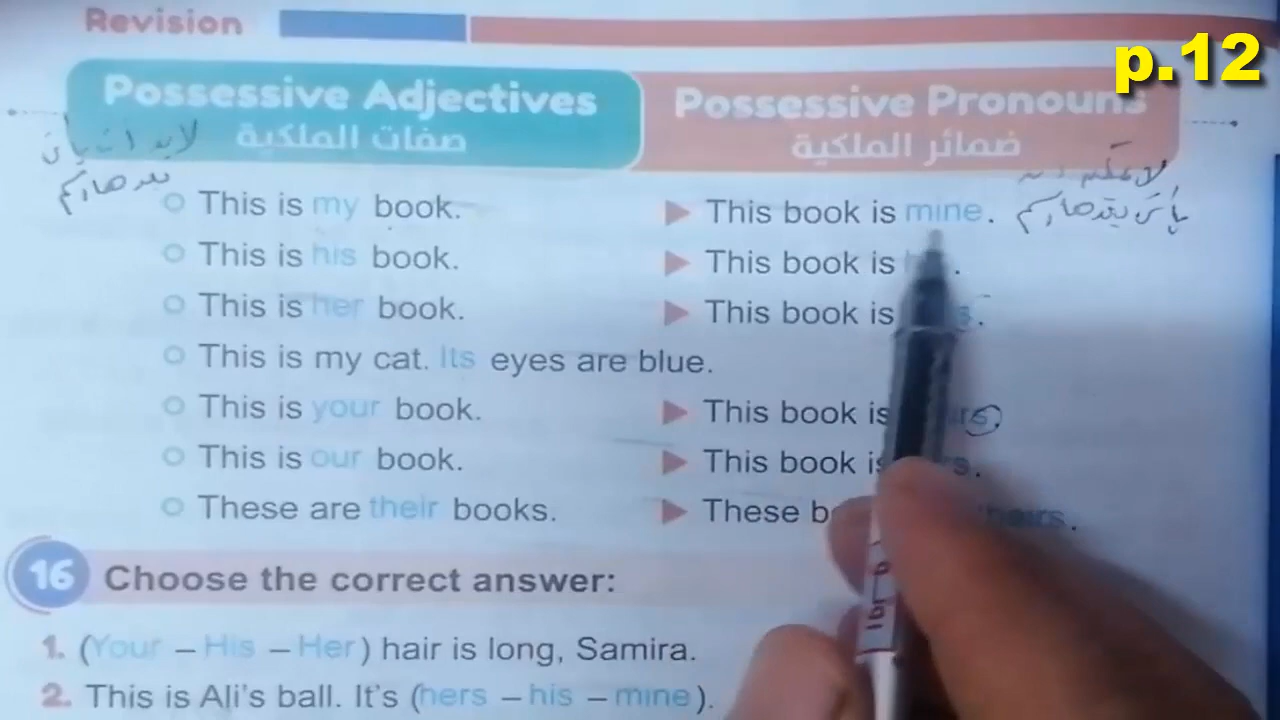 Revision
p.12
Possessive Adjectives
صفات الملكية
Possessive Pronouns
ضمائر الملكية
This is my book.
This is his book.
This is her book.
This is my cat. Its eyes are blue.
This is your book.
This is our book.
These are their books.
This book is mine.
This book is
This book is
This book is
This book is
These theirs.
16 Choose the correct answer:
1. (Your – His – Her) hair is long, Samira.
2. This is Ali's ball. It's (hers – his – mine).